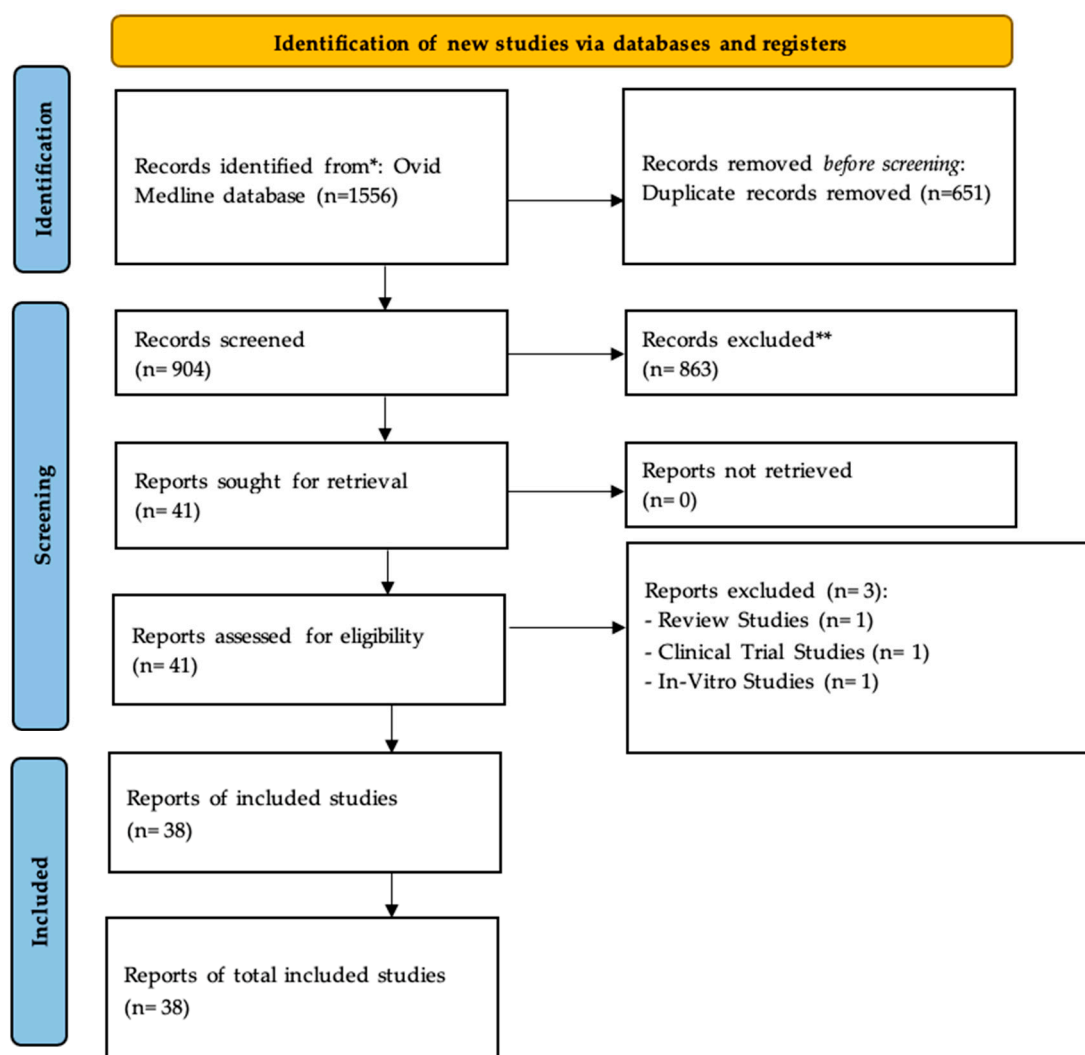 Identification of new studies via databases and registers
Identification
Records identified from*: Ovid
Medline database (n=1556)
Records removed before screening:
Duplicate records removed (n=651)
Screening
Records screened
(n= 904)
Records excluded**
(n= 863)
Reports sought for retrieval
(n= 41)
Reports not retrieved
(n= 0)
Reports assessed for eligibility
(n= 41)
Reports excluded (n= 3):
- Review Studies (n= 1)
- Clinical Trial Studies (n= 1)
- In-Vitro Studies (n= 1)
Included
Reports of included studies
(n= 38)
Reports of total included studies
(n= 38)